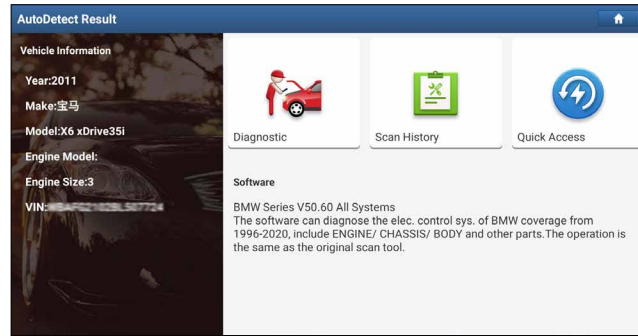 AutoDetect Result
Vehicle Information
Year:2011
Make:宝马
Model:X6 xDrive35i
Engine Model:
Engine Size:3
VIN:
Diagnostic
Scan History
Quick Access
Software
BMW Series V50.60 All Systems
The software can diagnose the elec. control sys. of BMW coverage from
1996-2020, include ENGINE/ CHASSIS/ BODY and other parts.The operation is
the same as the original scan tool.